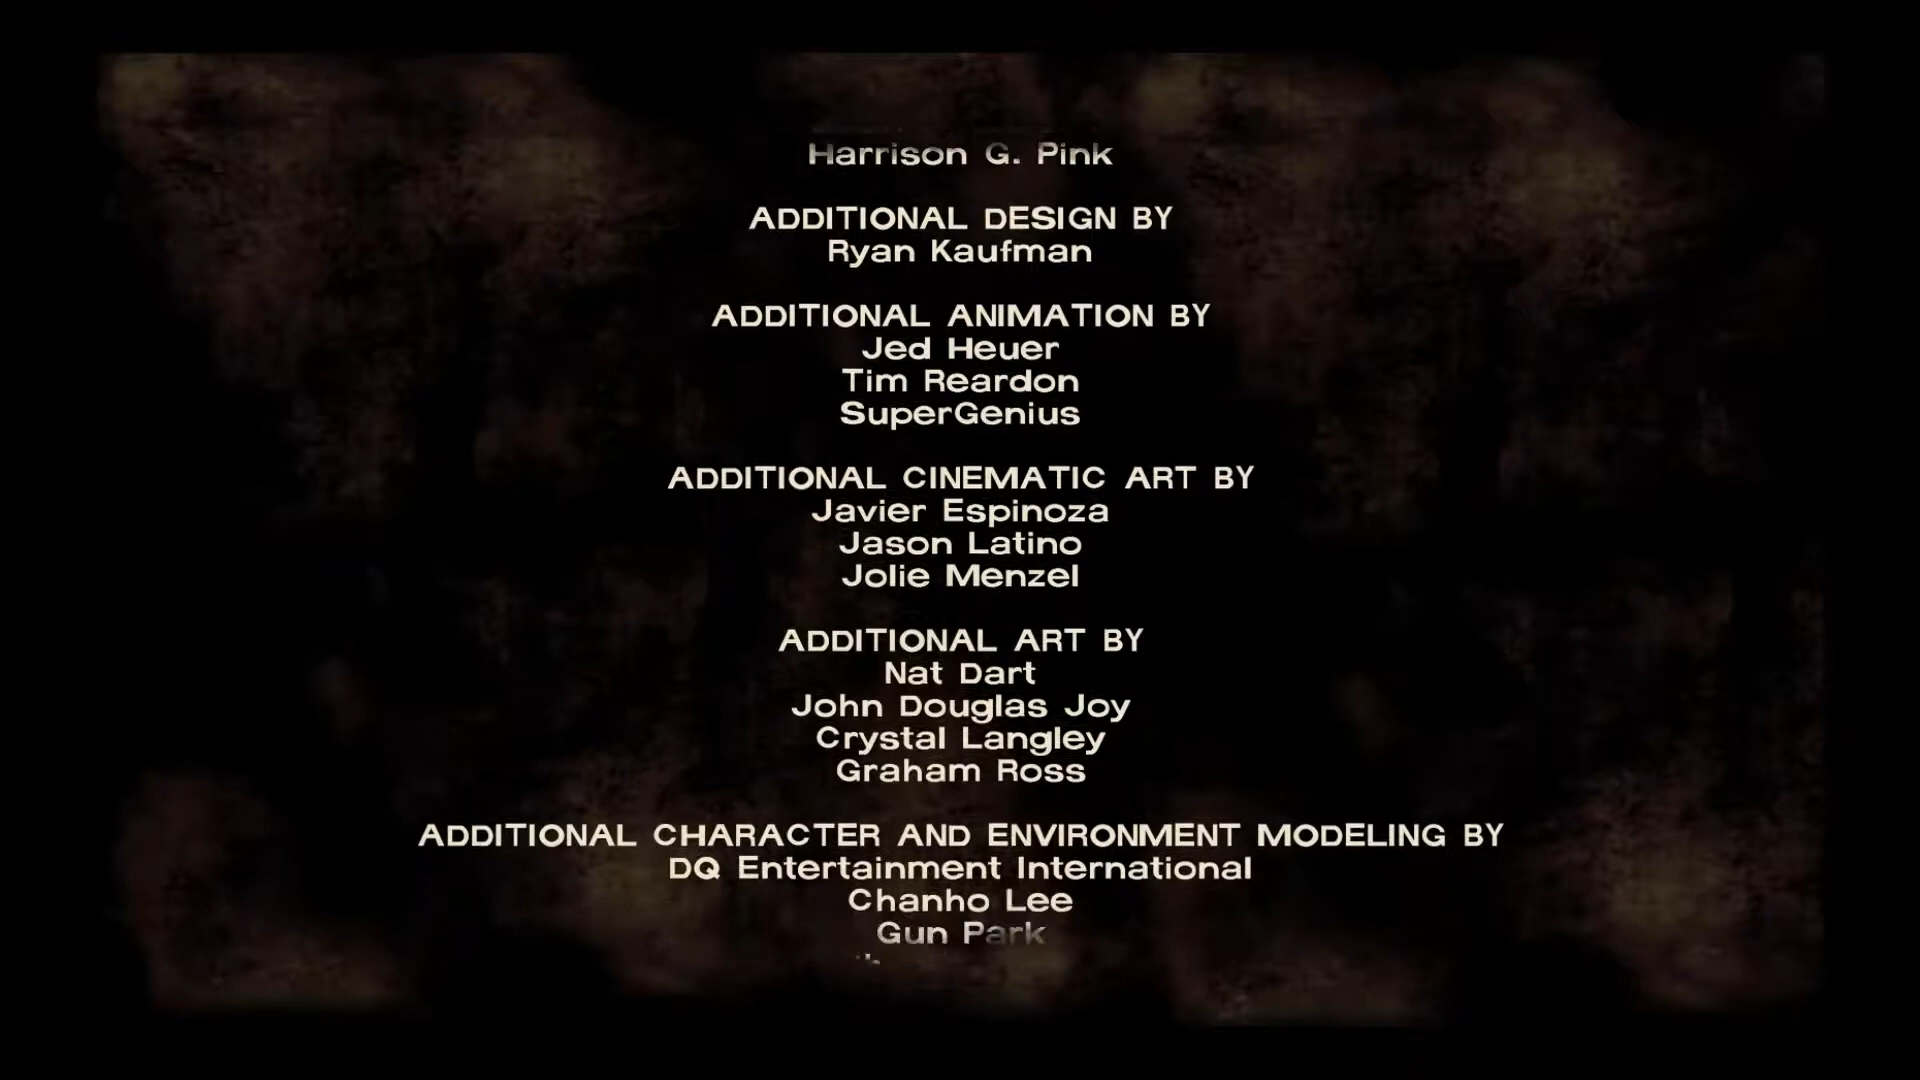 Harrison G. Pink
ADDITIONAL DESIGN BY
Ryan Kaufman
ADDITIONAL ANIMATION BY
Jed Heuer
Tim Reardon
SuperGenius
ADDITIONAL CINEMATIC ART BY
Javier Espinoza
Jason Latino
Jolie Menzel
ADDITIONAL ART BY
Nat Dart
John Douglas Joy
Crystal Langley
Graham Ross
ADDITIONAL CHARACTER AND ENVIRONMENT MODELING BY
DQ Entertainment International
Chanho Lee
Gun Park